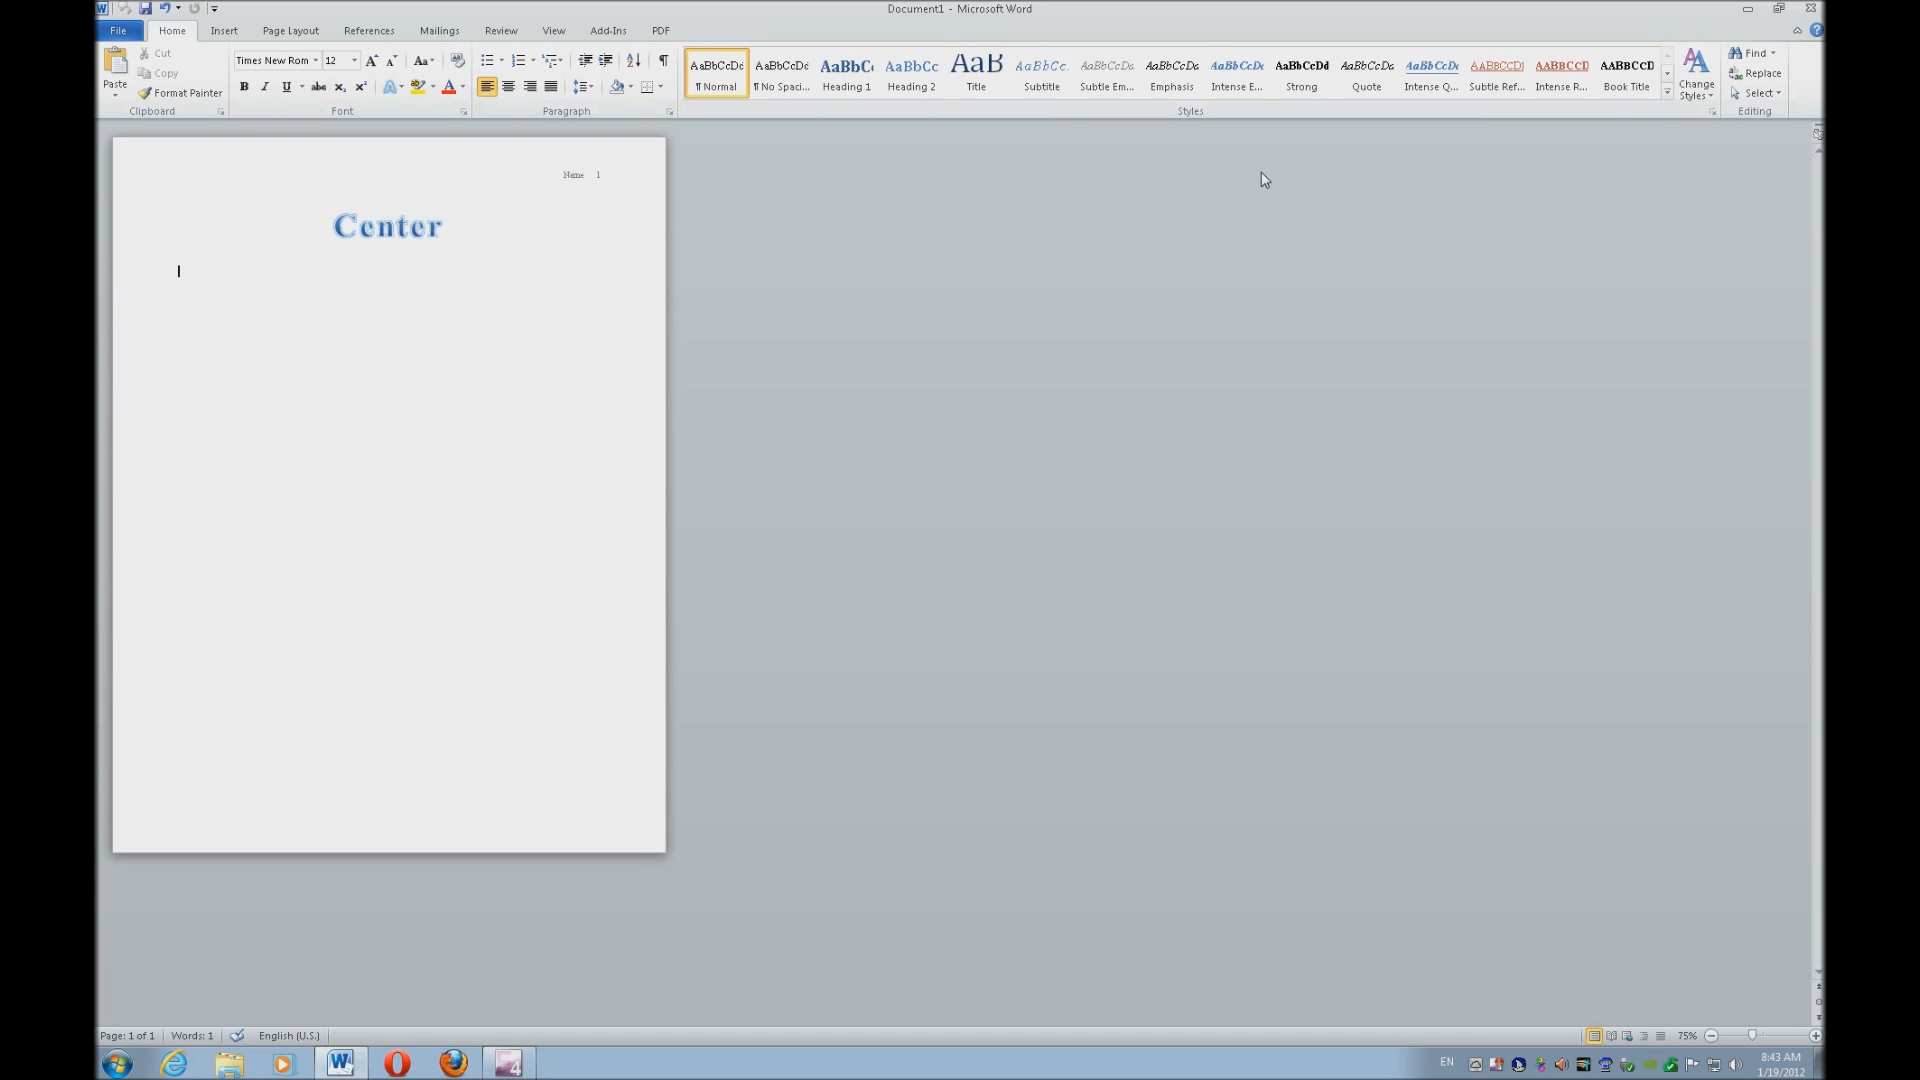 Document1 - Microsoft Word
File Home Insert Page Layout References Mailings Review View Add-Ins PDF
Paste
Cut
Copy
Format Painter
Clipboard
Times New Rom 12
Font
Paragraph
AaBbCcDc AaBbCcDc AaBbC AaBbCc AaB AaBbCc. AaBbCcDc AaBbCcDc AaBbCcDc AaBbCcDd AaBbCcDc AaBbCcDc AABBCCDI AABBCCD AABBCCD
¶ Normal ¶ No Spaci... Heading 1 Heading 2 Title Subtitle Subtle Em... Emphasis Intense E... Strong Quote Intense Q... Subtle Ref... Intense R... Book Title
Styles
Change
Styles
Find
Replace
Select
Editing
Name 1
Center
Page: 1 of 1 Words: 1 English (U.S.) 75%
EN 8:43 AM
1/19/2012